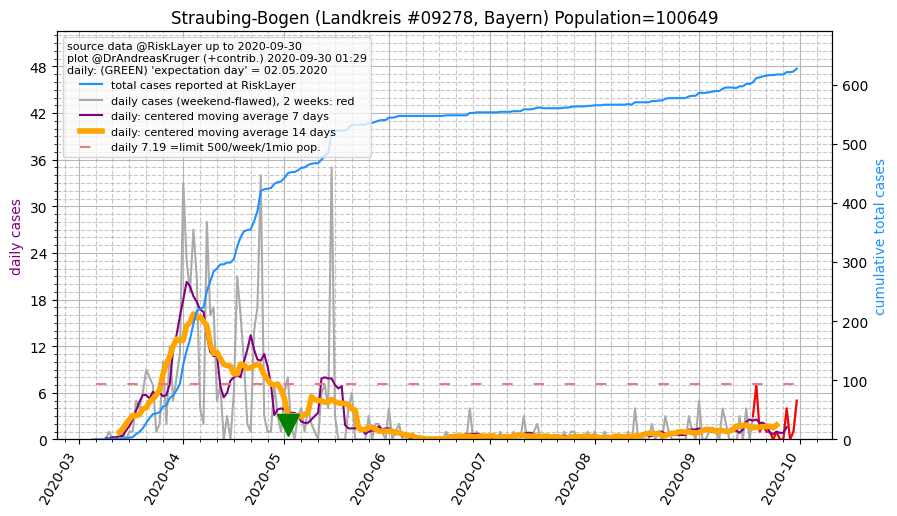 Straubing-Bogen (Landkreis #09278, Bayern) Population=100649
source data @RiskLayer up to 2020-09-30
plot @DrAndreasKruger (+contrib.) 2020-09-30 01:29
daily: (GREEN) 'expectation day' = 02.05.2020
total cases reported at RiskLayer
daily cases (weekend-flawed), 2 weeks: red
daily: centered moving average 7 days
daily: centered moving average 14 days
daily 7.19 =limit 500/week/1mio pop.
daily cases
48
42
36
30
24
18
12
6
0
cumulative total cases
600
500
400
300
200
100
0
2020-03
2020-04
2020-05
2020-06
2020-07
2020-08
2020-09
2020-10